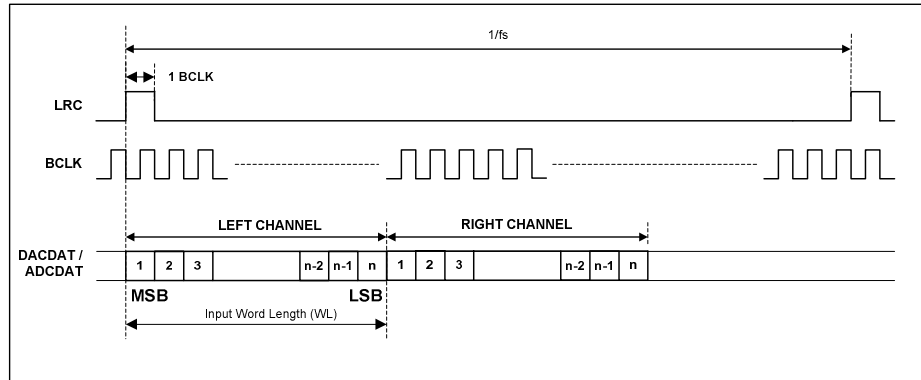 1/fs
1 BCLK
LRC
BCLK
LEFT CHANNEL
RIGHT CHANNEL
DACDAT /
ADCDAT
1 2 3 n-2 n-1 n 1 2 3 n-2 n-1 n
MSB LSB
Input Word Length (WL)